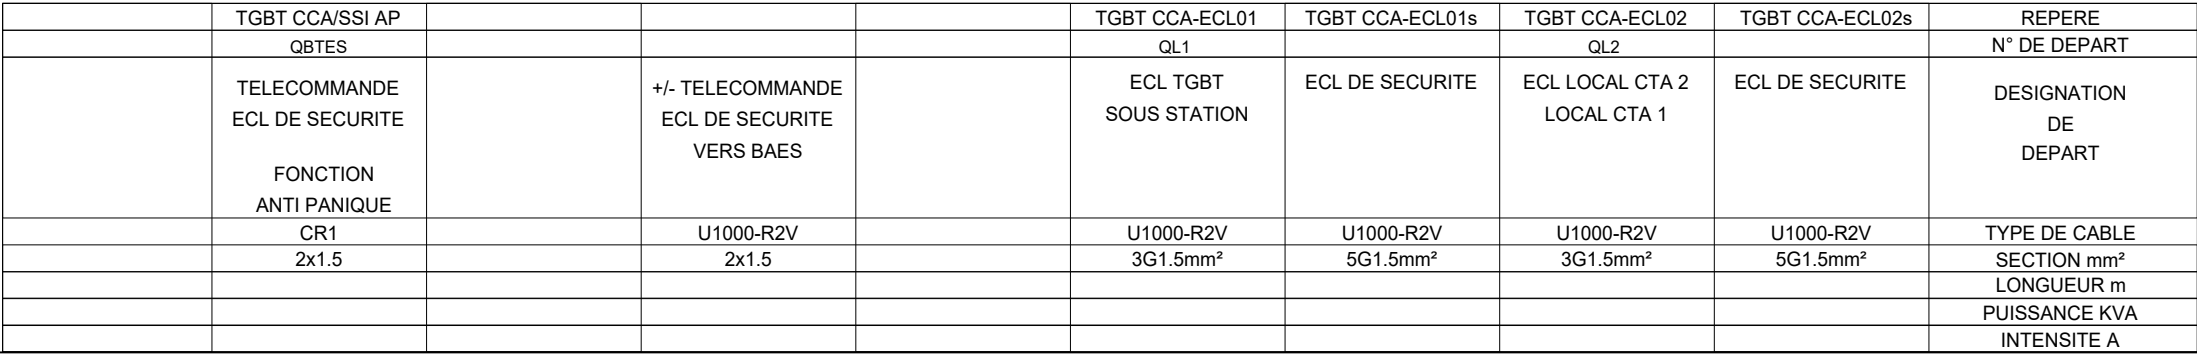 TGBT CCA/SSI AP TGBT CCA-ECL01 TGBT CCA-ECL01s TGBT CCA-ECL02 TGBT CCA-ECL02s REPERE
QBTES QL1 QL2 N° DE DEPART
TELECOMMANDE
ECL DE SECURITE
FONCTION
ANTI PANIQUE
+/- TELECOMMANDE
ECL DE SECURITE
VERS BAES
ECL TGBT
SOUS STATION
ECL DE SECURITE
ECL LOCAL CTA 2
LOCAL CTA 1
ECL DE SECURITE
DESIGNATION
DE
DEPART
CR1 U1000-R2V U1000-R2V U1000-R2V U1000-R2V U1000-R2V TYPE DE CABLE
2x1.5 2x1.5 3G1.5mm² 5G1.5mm² 3G1.5mm² 5G1.5mm² SECTION mm²
LONGUEUR m
PUISSANCE KVA
INTENSITE A